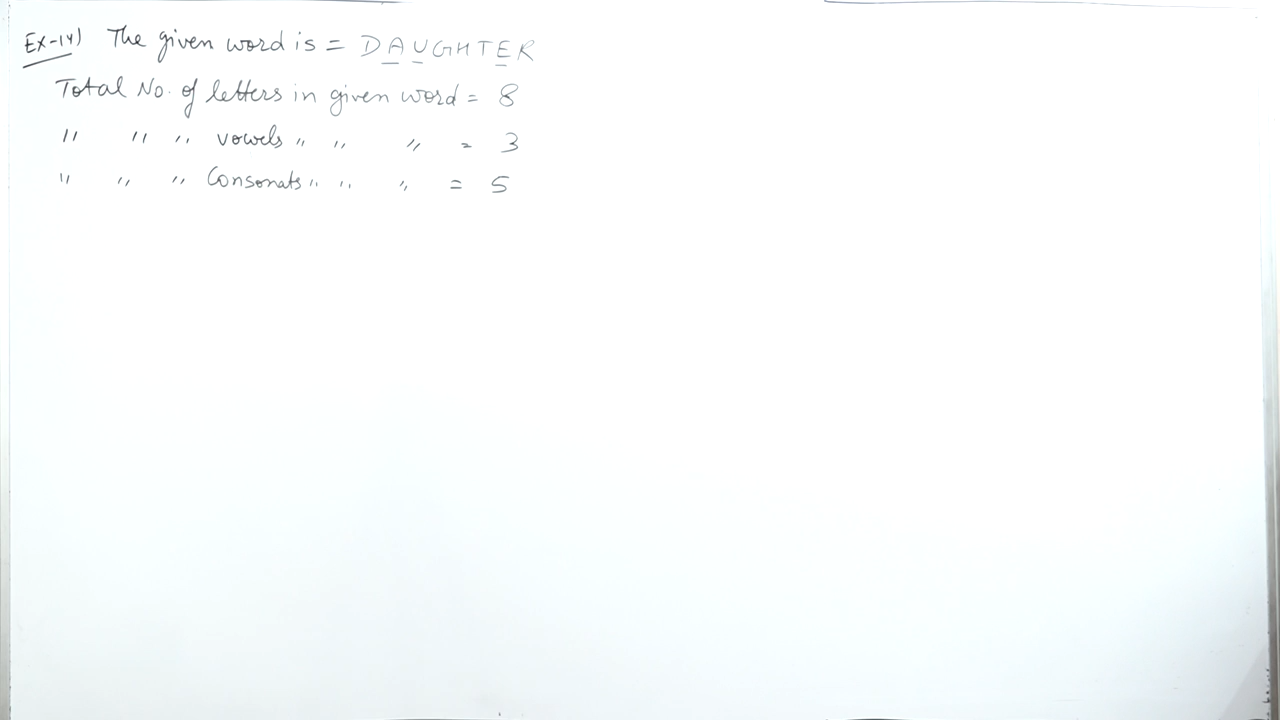 Ex-14) The given word is = DAUGHTER
Total No. of letters in given word = 8
" " " vowels " " " = 3
" " " Consonats " " " = 5